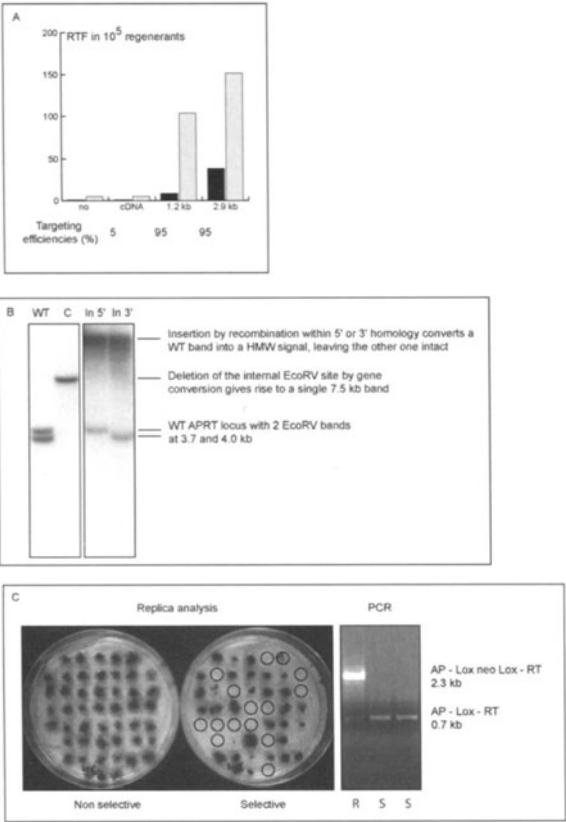 A
RTF in 10⁵ regenerants
200
150
100
50
0
no cDNA 1.2 kb 2.9 kb
Targeting efficiencies (%) 5 95 95
B
WT C In 5' In 3'
Insertion by recombination within 5' or 3' homology converts a
WT band into a HMW signal, leaving the other one intact
Deletion of the internal EcoRV site by gene
conversion gives rise to a single 7.5 kb band
WT APRT locus with 2 EcoRV bands
at 3.7 and 4.0 kb
C
Replica analysis PCR
AP - Lox neo Lox - RT
2.3 kb
AP - Lox - RT
0.7 kb
Non selective Selective R S S